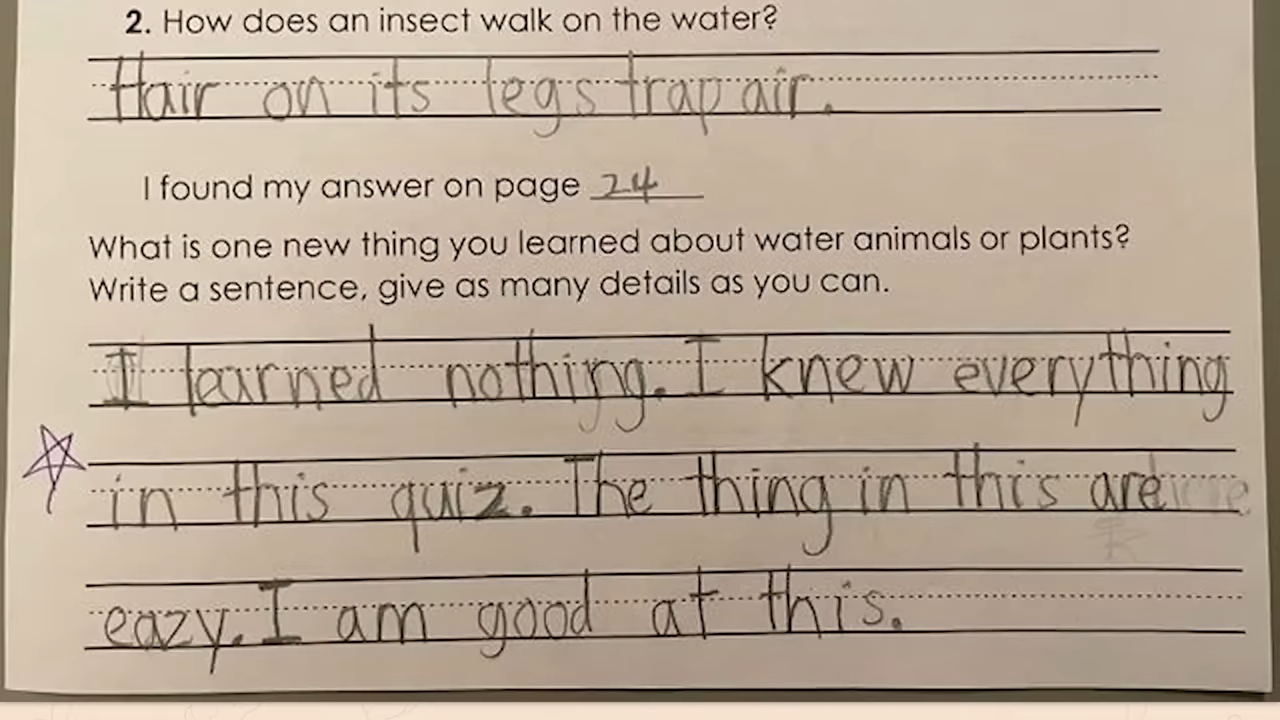 2. How does an insect walk on the water?
Hair on its legs trap air.
I found my answer on page 24
What is one new thing you learned about water animals or plants?
Write a sentence, give as many details as you can.
I learned nothing. I knew everything
in this quiz. The thing in this are
eazy. I am good at this.